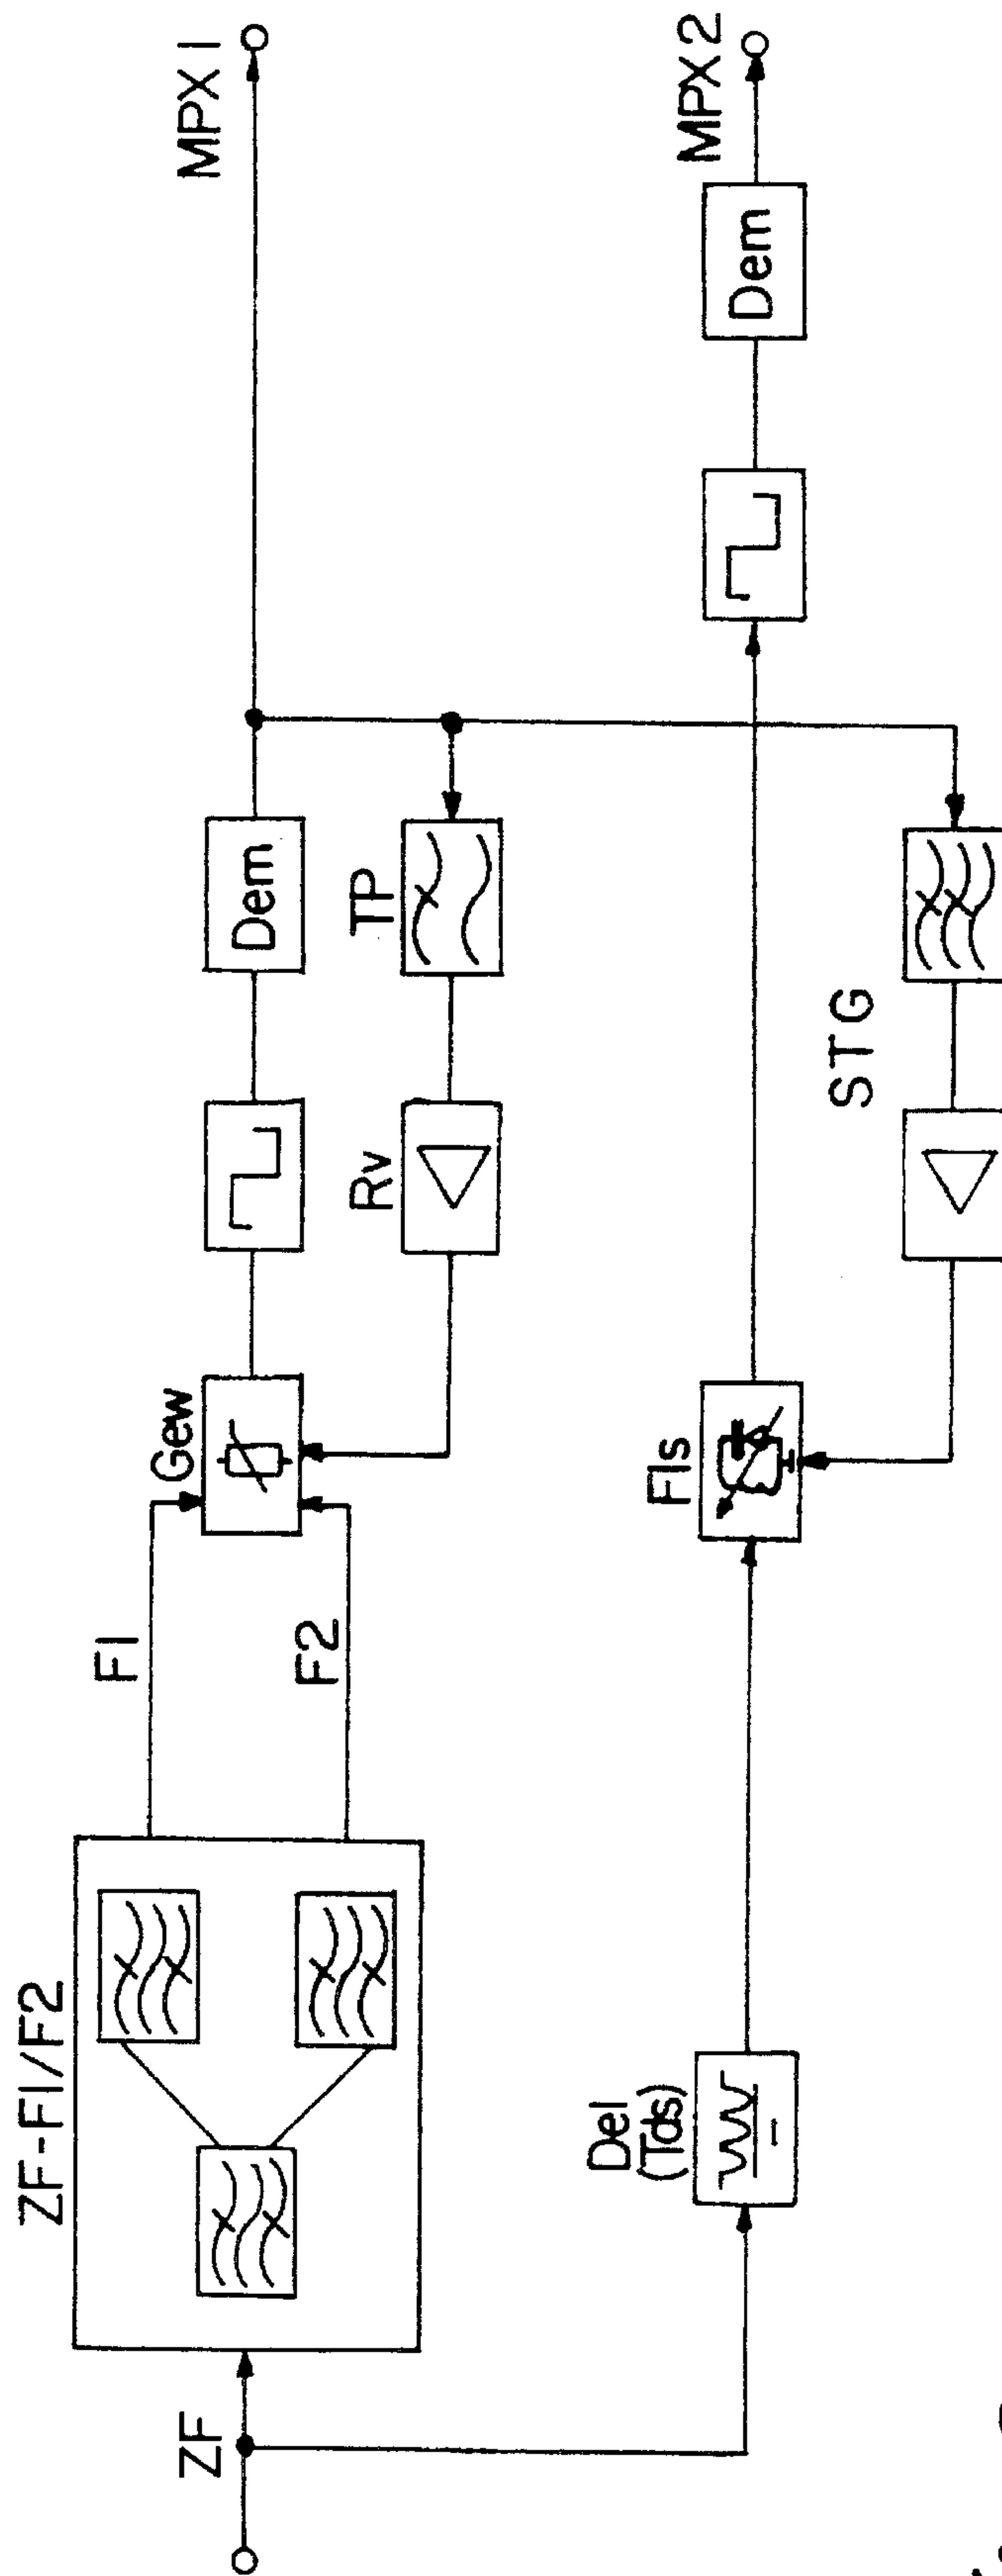 ZF
ZF-F1/F2
F1
F2
Gew
Dem
MPX 1
Rv
TP
Del
(Tds)
Fls
Dem
MPX 2
STG